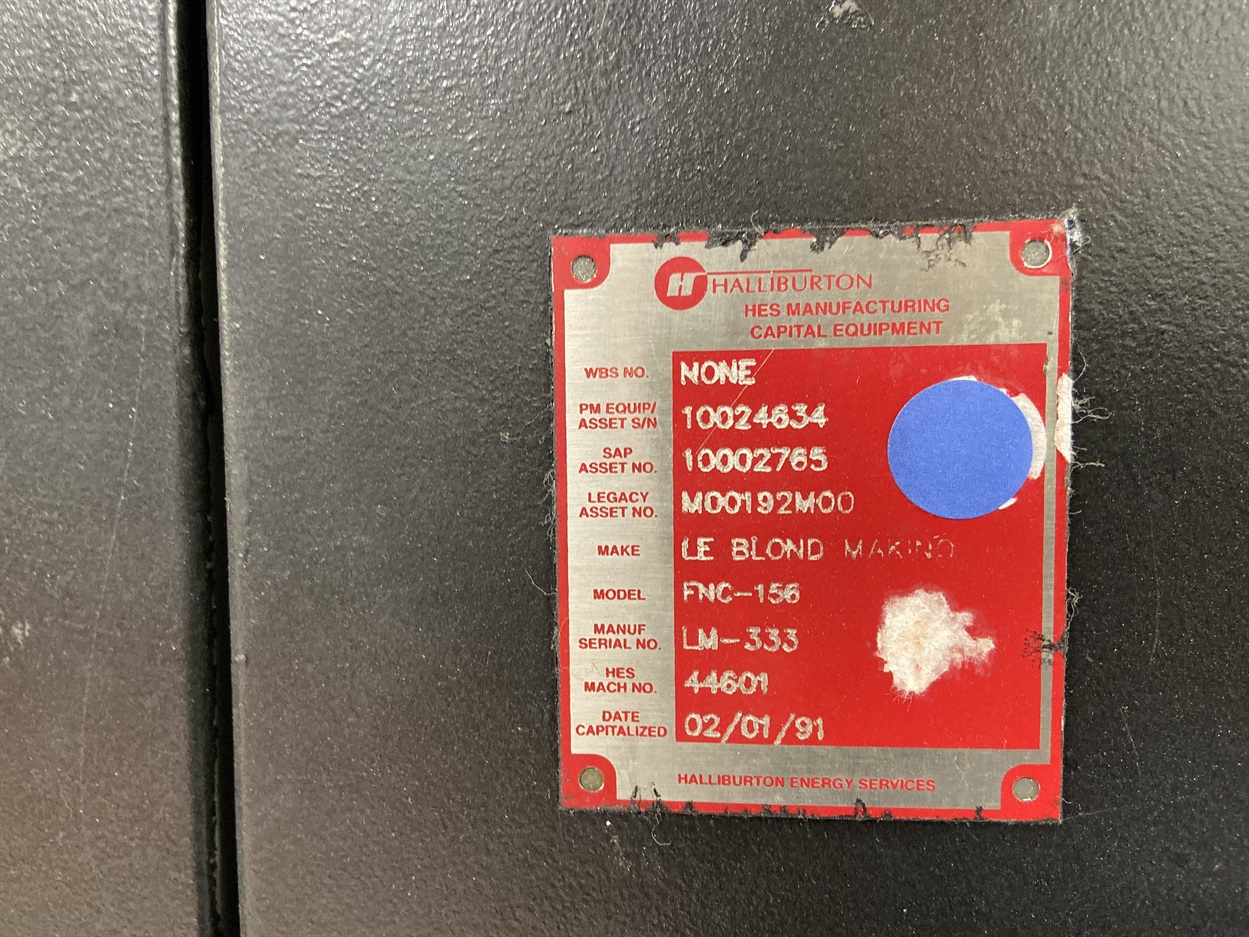 H HALLIBURTON
HES MANUFACTURING
CAPITAL EQUIPMENT
WBS NO. NONE
PM EQUIP/
ASSET S/N 10024634
SAP
ASSET NO. 10002765
LEGACY
ASSET NO. M00192M00
MAKE LE BLOND MAKINO
MODEL FNC-156
MANUF
SERIAL NO. LM-333
HES
MACH NO. 44601
DATE
CAPITALIZED 02/01/91
HALLIBURTON ENERGY SERVICES